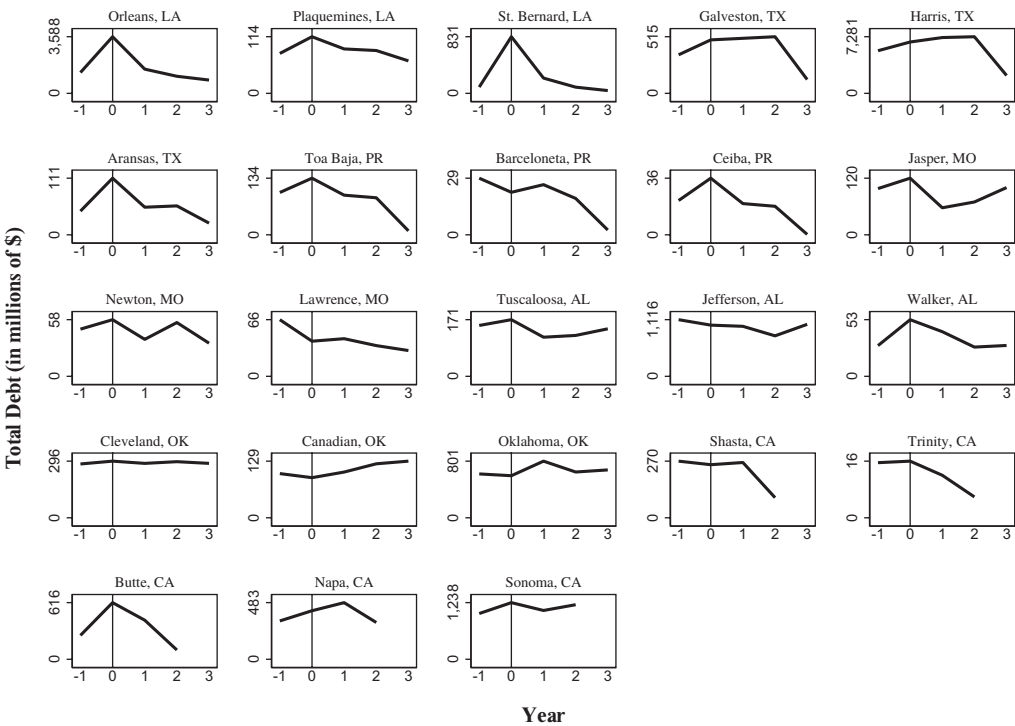 Orleans, LA
3,588
0
-1 0 1 2 3
Plaquemines, LA
114
0
-1 0 1 2 3
St. Bernard, LA
831
0
-1 0 1 2 3
Galveston, TX
515
0
-1 0 1 2 3
Harris, TX
7,281
0
-1 0 1 2 3
Aransas, TX
111
0
-1 0 1 2 3
Toa Baja, PR
134
0
-1 0 1 2 3
Barceloneta, PR
29
0
-1 0 1 2 3
Ceiba, PR
36
0
-1 0 1 2 3
Jasper, MO
120
0
-1 0 1 2 3
Newton, MO
58
0
-1 0 1 2 3
Lawrence, MO
66
0
-1 0 1 2 3
Tuscaloosa, AL
171
0
-1 0 1 2 3
Jefferson, AL
1,116
0
-1 0 1 2 3
Walker, AL
53
0
-1 0 1 2 3
Cleveland, OK
296
0
-1 0 1 2 3
Canadian, OK
129
0
-1 0 1 2 3
Oklahoma, OK
801
0
-1 0 1 2 3
Shasta, CA
270
0
-1 0 1 2 3
Trinity, CA
16
0
-1 0 1 2 3
Butte, CA
616
0
-1 0 1 2 3
Napa, CA
483
0
-1 0 1 2 3
Sonoma, CA
1,238
0
-1 0 1 2 3
Total Debt (in millions of $)
Year